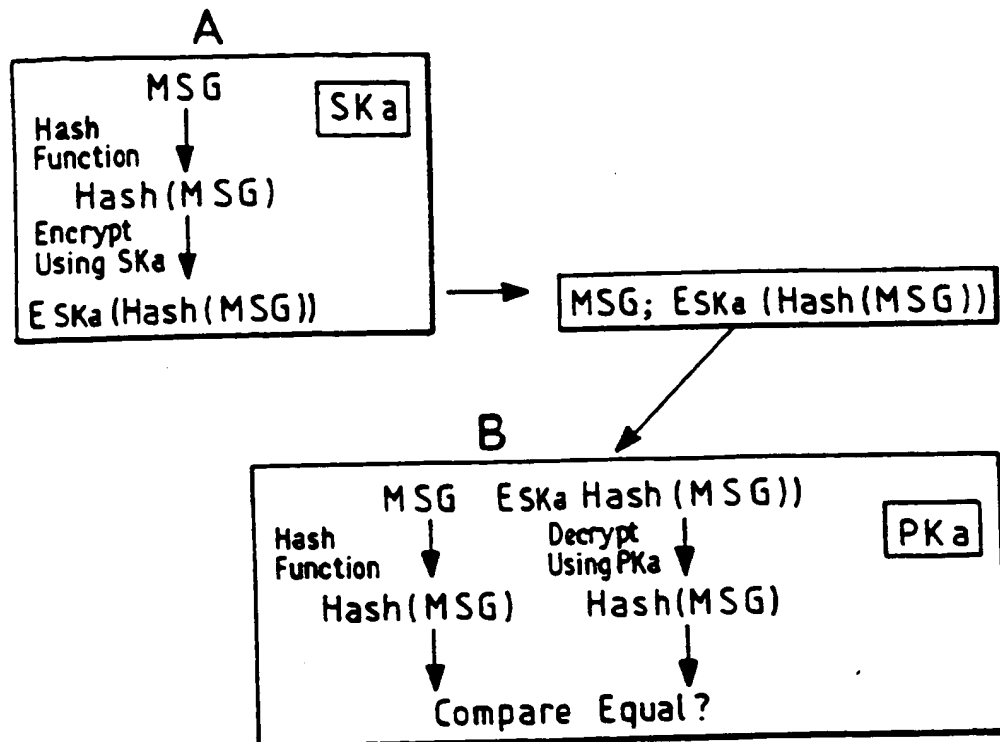 A
MSG
SKa
Hash
Function
Hash(MSG)
Encrypt
Using SKa
ESKa(Hash(MSG))
MSG; ESKa (Hash(MSG))
B
MSG ESKa Hash(MSG))
PKa
Hash
Function
Decrypt
Using PKa
Hash(MSG) Hash(MSG)
Compare Equal?